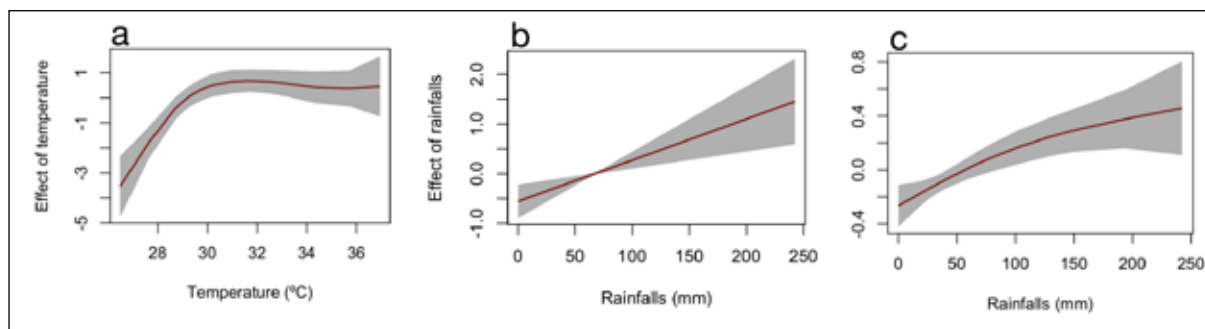 a
Effect of temperature
1
-1
-3
-5
28 30 32 34 36
Temperature (ºC)
b
Effect of rainfalls
2.0
1.0
0.0
-1.0
0 50 100 150 200 250
Rainfalls (mm)
c
0.8
0.4
0.0
-0.4
0 50 100 150 200 250
Rainfalls (mm)